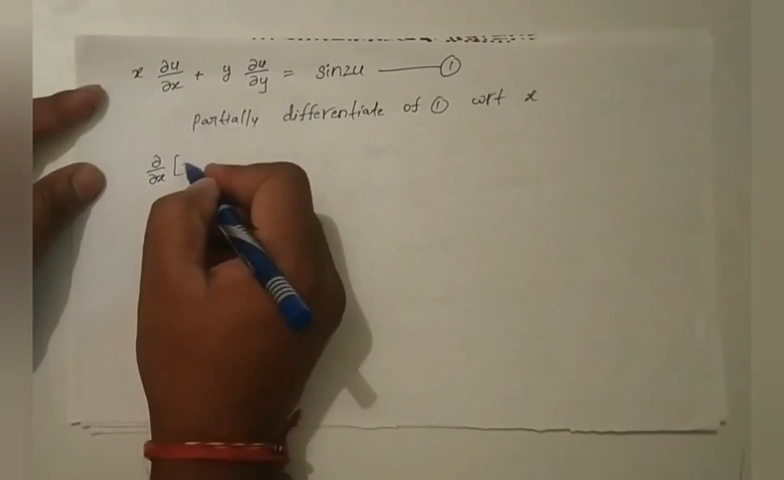 x ∂u/∂x + y ∂u/∂y = sin2u —— ①
partially differentiate of ① wrt x
∂/∂x [